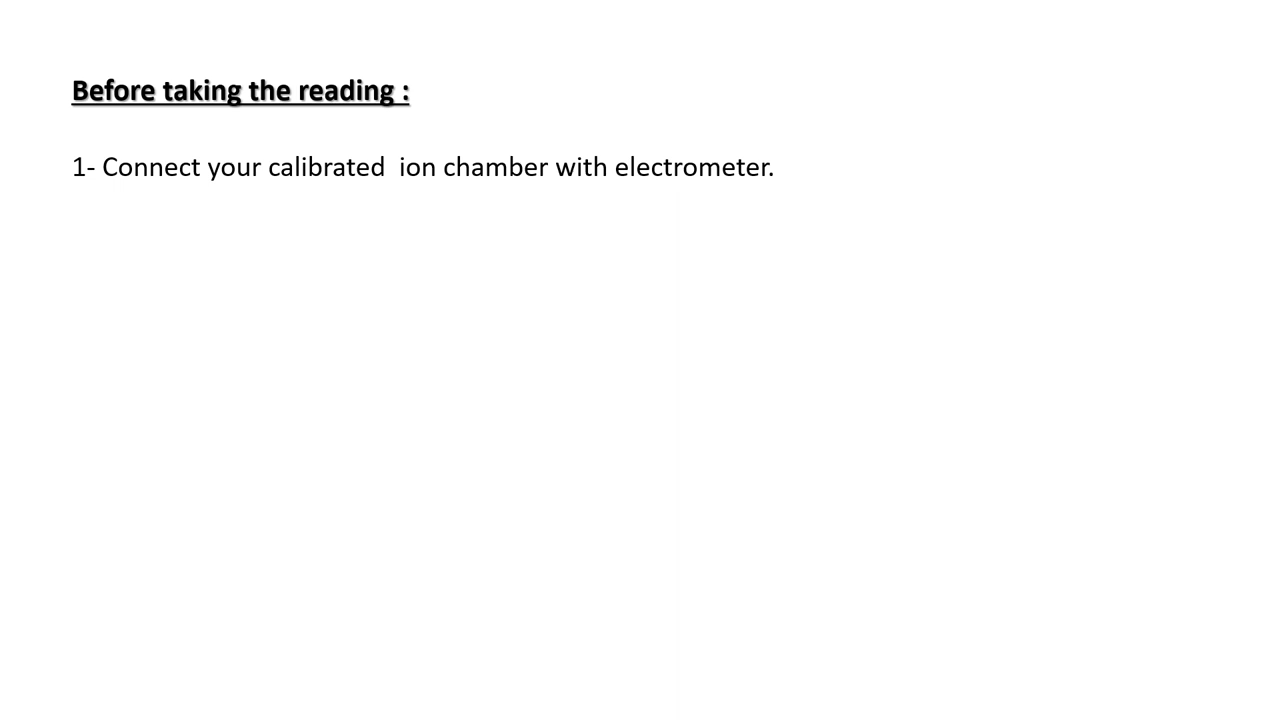 Before taking the reading :
1- Connect your calibrated  ion chamber with electrometer.